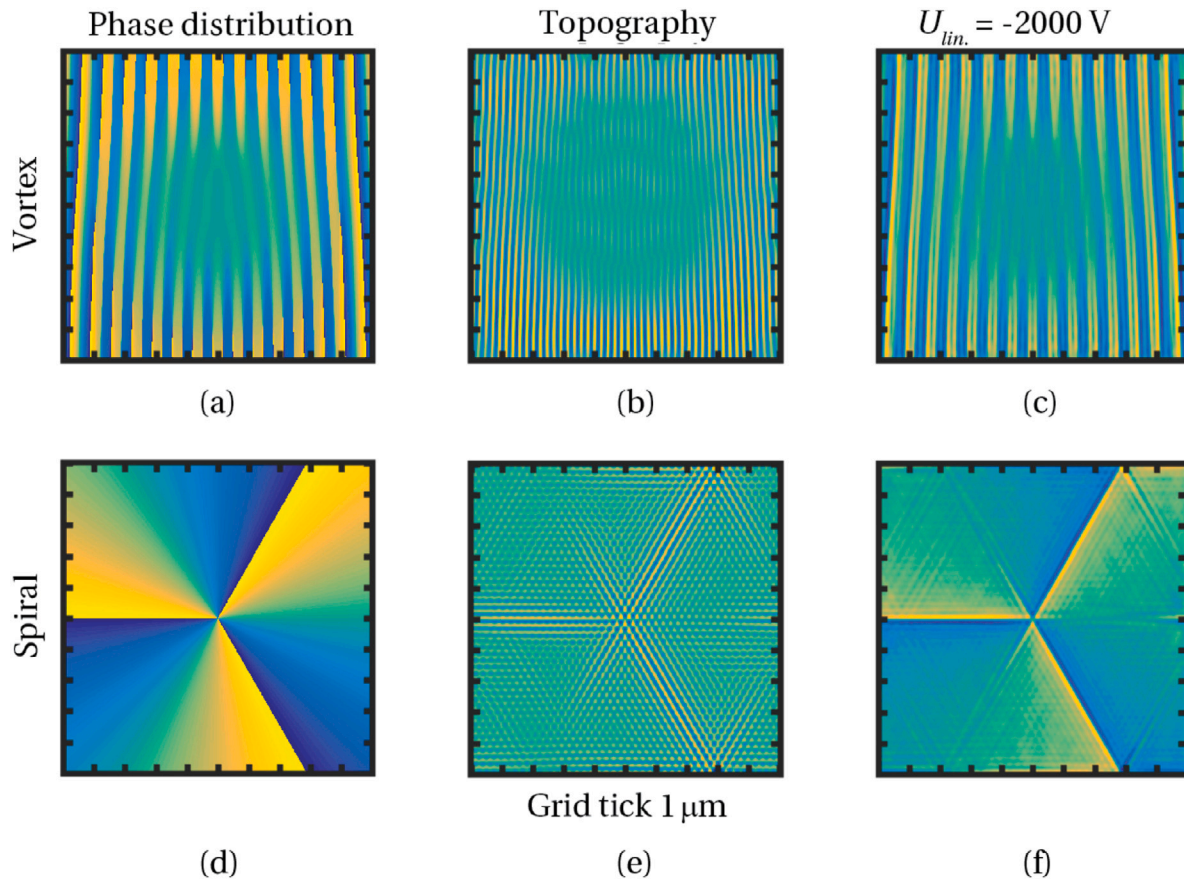 Phase distribution
Topography
U_lin. = -2000 V
Vortex
(a)
(b)
(c)
Spiral
Grid tick 1 μm
(d)
(e)
(f)